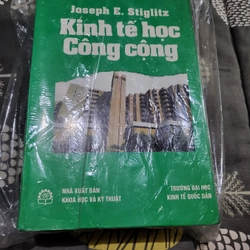 Joseph E. Stiglitz
Kinh tế học
Công cộng
NHÀ XUẤT BẢN
KHOA HỌC VÀ KỸ THUẬT
TRƯỜNG ĐẠI HỌC
KINH TẾ QUỐC DÂN